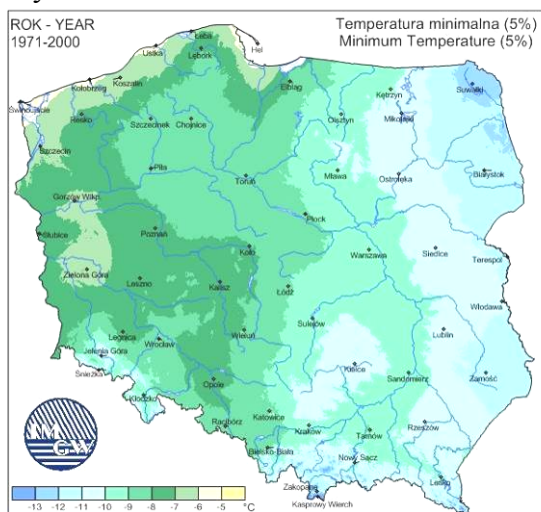 ROK - YEAR
1971-2000
Temperatura minimalna (5%)
Minimum Temperature (5%)
Łeba
Ustka
Lębork
Hel
Koszalin
Kołobrzeg
Elbląg
Kętrzyn
Suwałki
Świnoujście
Resko
Szczecinek
Chojnice
Olsztyn
Mikołajki
Szczecin
Piła
Toruń
Mława
Ostrołęka
Białystok
Gorzów Wlkp.
Płock
Słubice
Poznań
Koło
Warszawa
Siedlce
Terespol
Zielona Góra
Leszno
Kalisz
Łódź
Włodawa
Legnica
Wrocław
Wieluń
Sulejów
Lublin
Jelenia Góra
Śnieżka
Kielce
Kłodzko
Opole
Sandomierz
Zamość
Racibórz
Katowice
Kraków
Tarnów
Rzeszów
Bielsko-Biała
Nowy Sącz
Lesko
Zakopane
Kasprowy Wierch
IM
GW
-13 -12 -11 -10 -9 -8 -7 -6 -5 °C